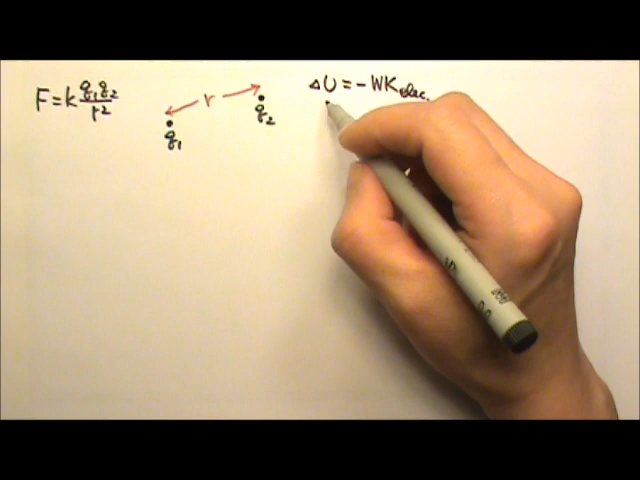 F = k q₁q₂/r²
r
q₁
q₂
ΔU = -WKelec.